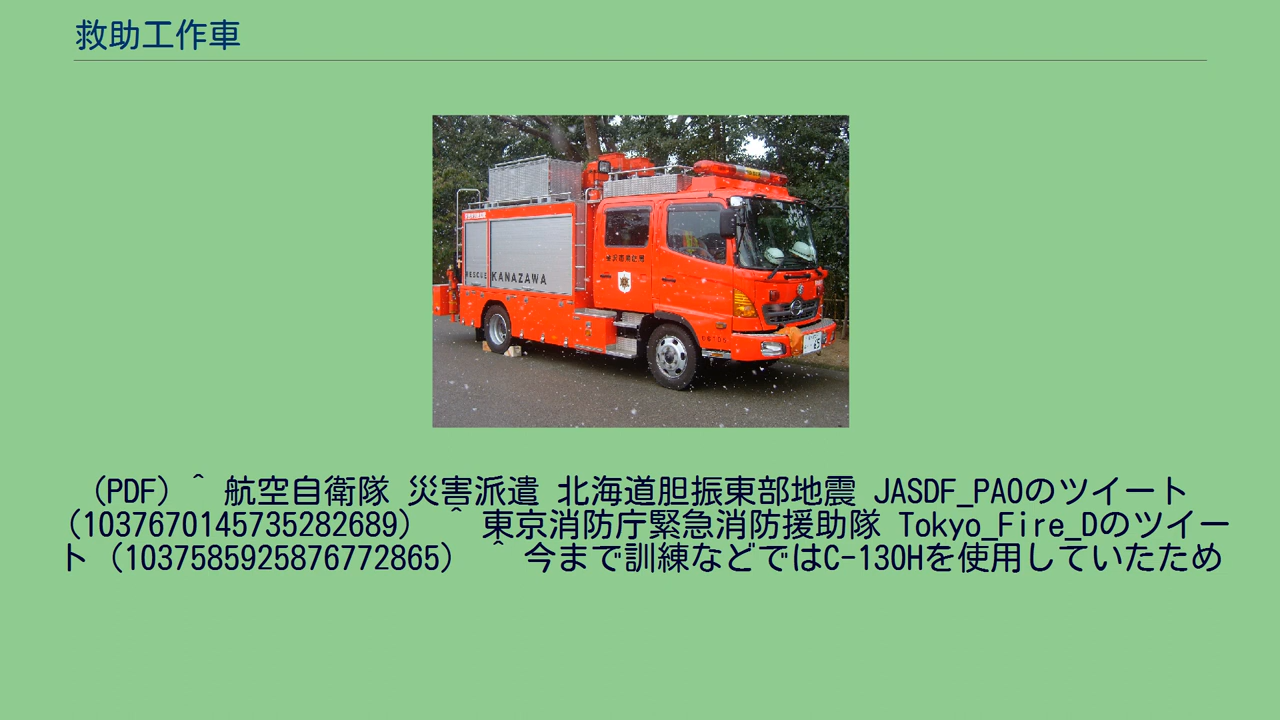 救助工作車
RESCUE KANAZAWA
65
（PDF）^ 航空自衛隊 災害派遣 北海道胆振東部地震 JASDF_PAOのツイート
（1037670145735282689） ^ 東京消防庁緊急消防援助隊 Tokyo_Fire_Dのツイー
ト（1037585925876772865） ^ 今まで訓練などではC-130Hを使用していたため